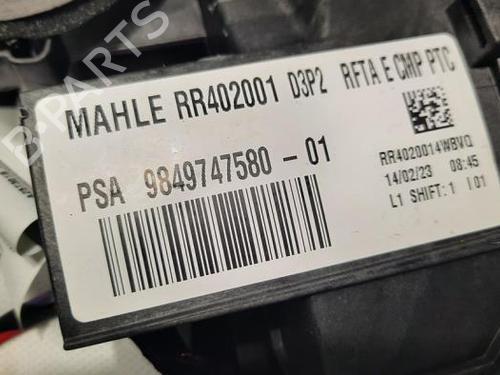 MAHLE RR402001 D3P2 RFTA E CMP PTC
PSA 9849747580-01
RR4020014WBVQ
14/02/23 08:45
L1 SHIFT:1 I01
B-PARTS